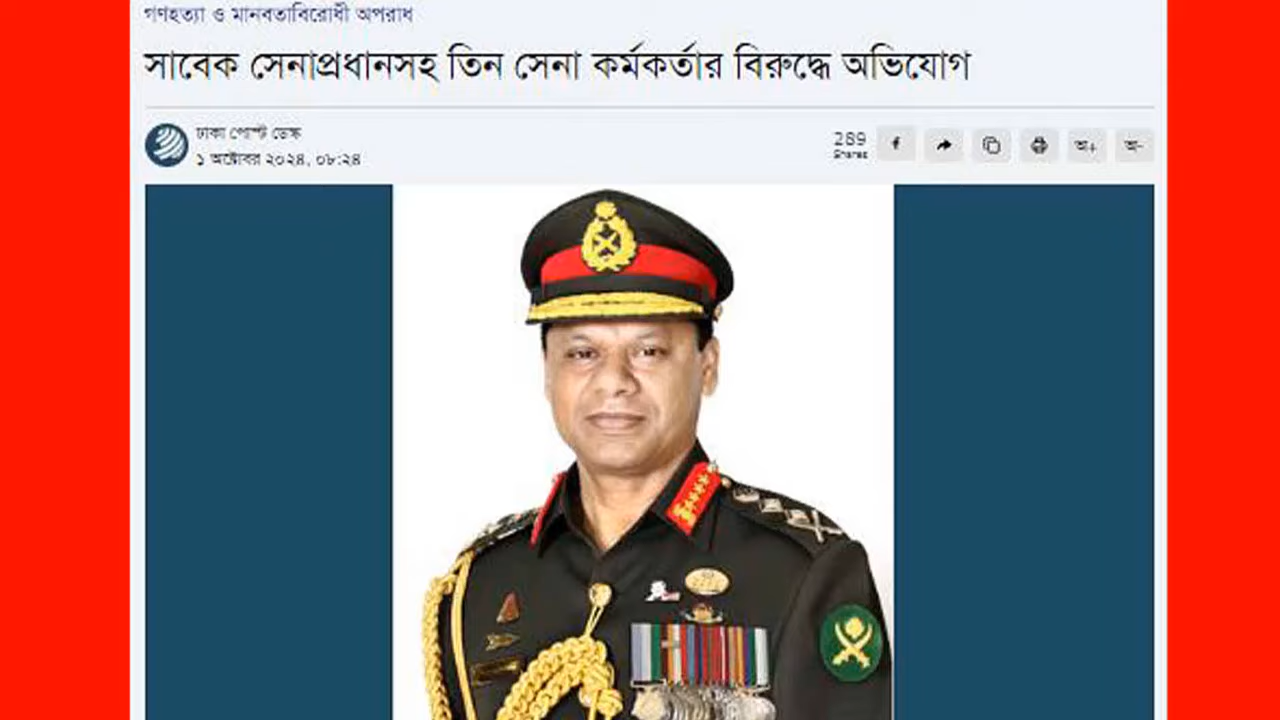 গণহত্যা ও মানবতাবিরোধী অপরাধ
সাবেক সেনাপ্রধানসহ তিন সেনা কর্মকর্তার বিরুদ্ধে অভিযোগ
ঢাকা পোস্ট ডেস্ক
১ অক্টোবর ২০২৪, ০৮:২৪
289
Shares
অ+
অ-